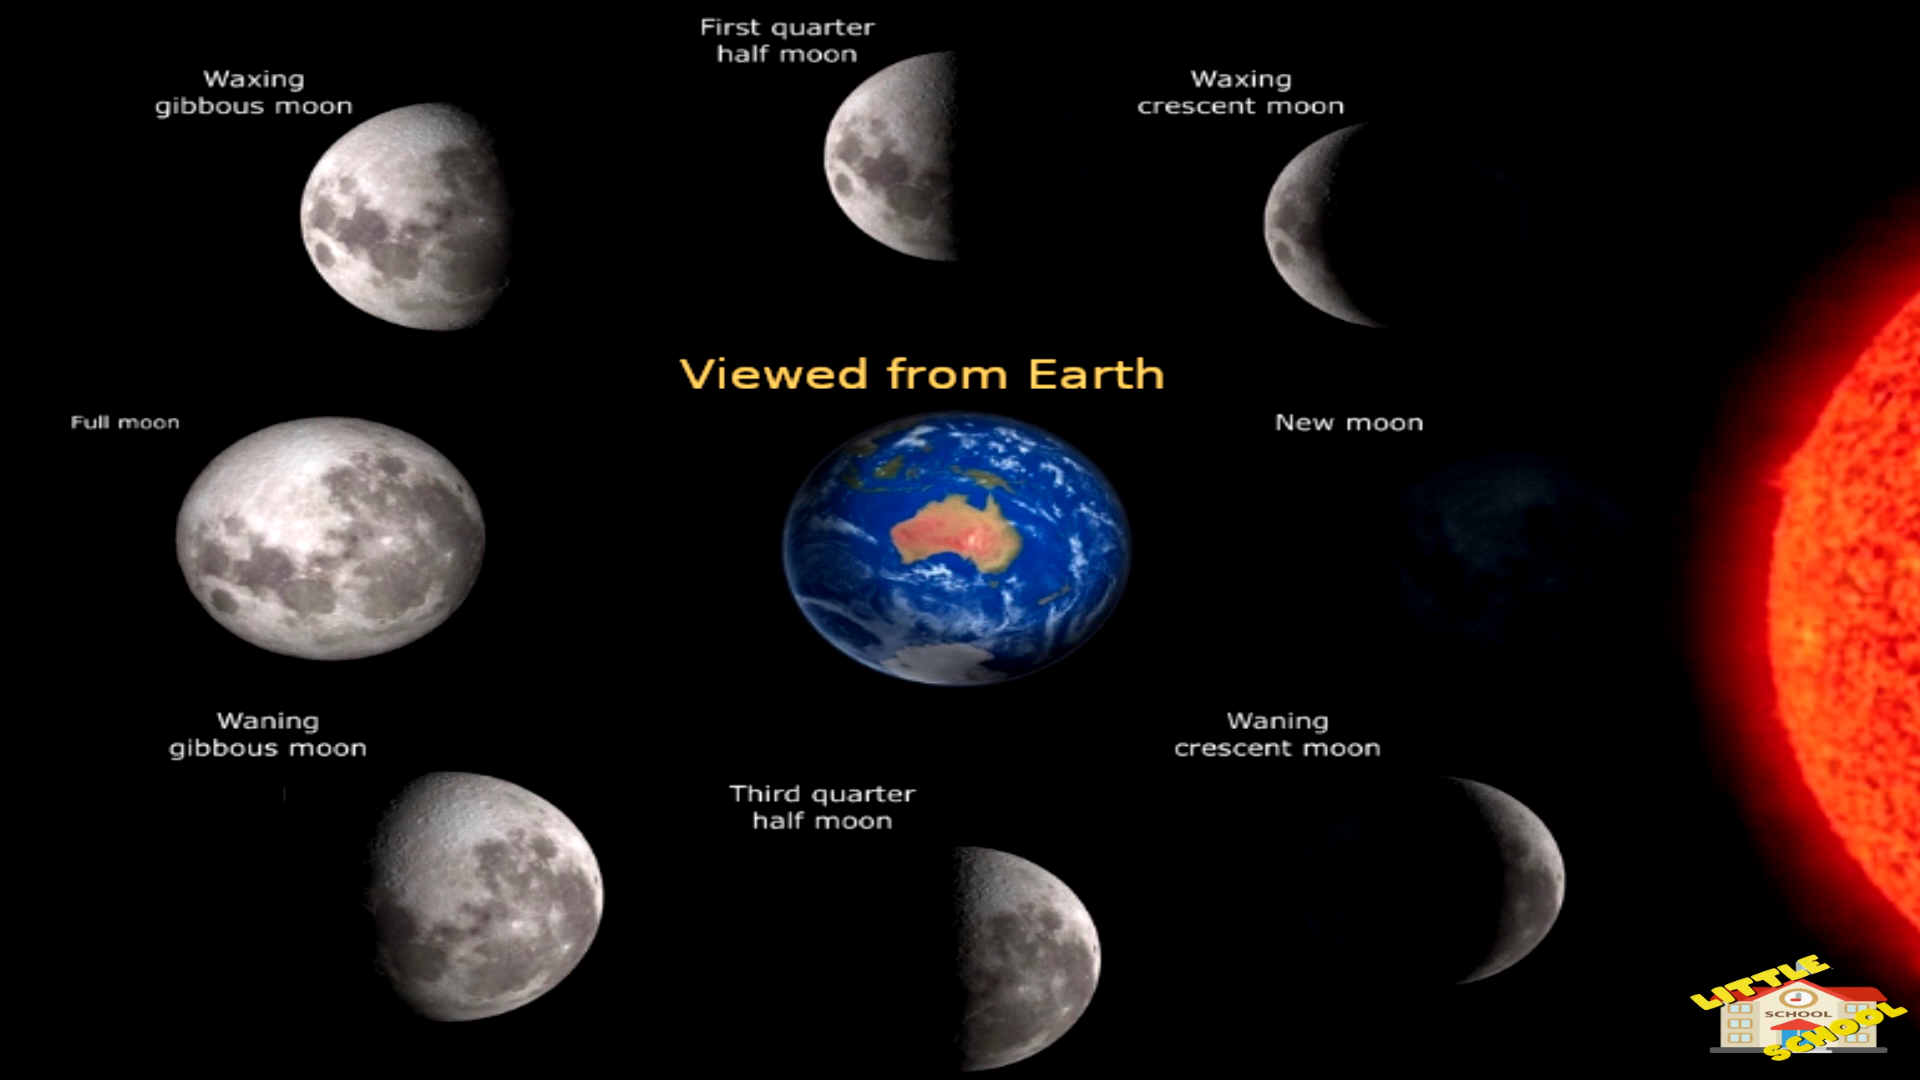 First quarter
half moon
Waxing
gibbous moon
Waxing
crescent moon
Viewed from Earth
Full moon
New moon
Waning
gibbous moon
Waning
crescent moon
Third quarter
half moon
LITTLE
SCHOOL
SCHOOL